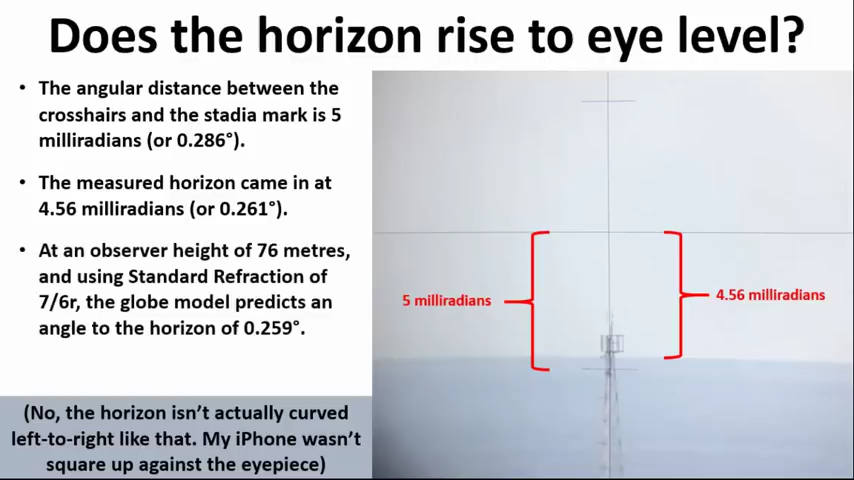 Does the horizon rise to eye level?
• The angular distance between the
crosshairs and the stadia mark is 5
milliradians (or 0.286°).
• The measured horizon came in at
4.56 milliradians (or 0.261°).
• At an observer height of 76 metres,
and using Standard Refraction of
7/6r, the globe model predicts an
angle to the horizon of 0.259°.
(No, the horizon isn’t actually curved
left-to-right like that. My iPhone wasn’t
square up against the eyepiece)
5 milliradians
4.56 milliradians